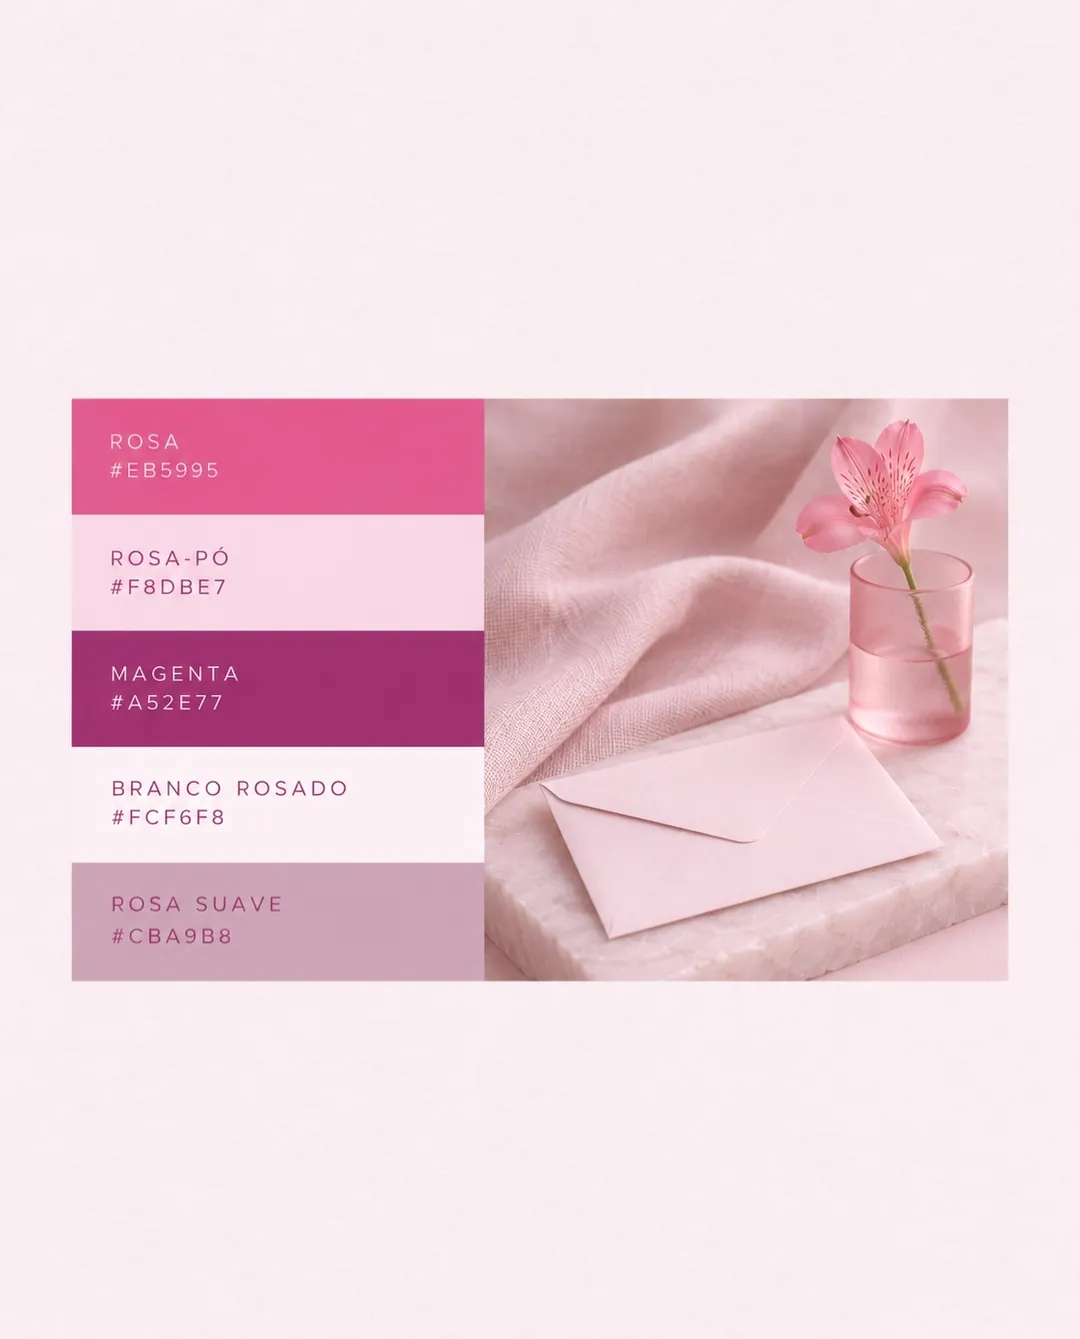 ROSA
#EB5995
ROSA-PÓ
#F8DBE7
MAGENTA
#A52E77
BRANCO ROSADO
#FCF6F8
ROSA SUAVE
#CBA9B8